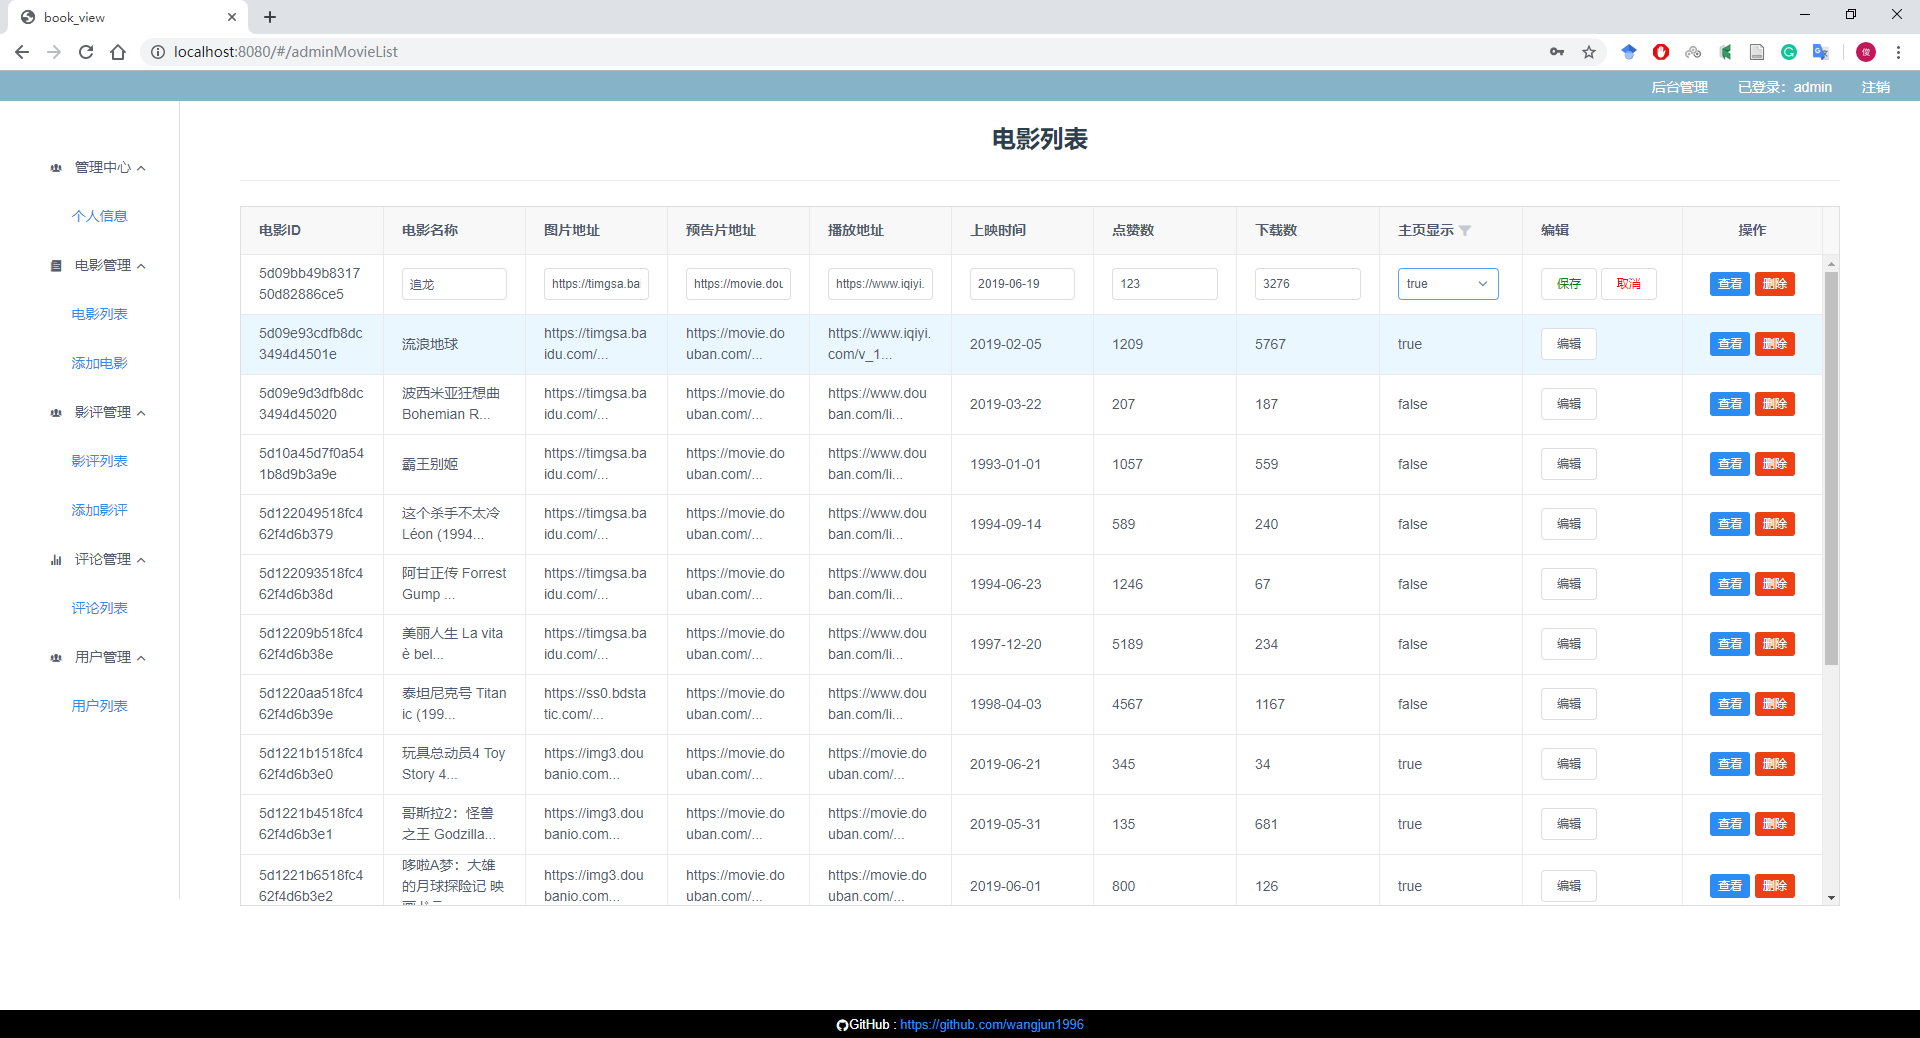 book_view
localhost:8080/#/adminMovieList
后台管理 已登录：admin 注销
管理中心
个人信息
电影管理
电影列表
添加电影
影评管理
影评列表
添加影评
评论管理
评论列表
用户管理
用户列表
电影列表
电影ID 电影名称 图片地址 预告片地址 播放地址 上映时间 点赞数 下载数 主页显示 编辑 操作
5d09bb49b8317
50d82886ce5
追龙 https://timgsa.ba https://movie.dou https://www.iqiyi. 2019-06-19 123 3276 true 保存 取消 查看 删除
5d09e93cdfb8dc https://timgsa.ba https://movie.do https://www.iqiyi.
3494d4501e idu.com/... uban.com/... com/v_1...
流浪地球 2019-02-05 1209 5767 true 编辑 查看 删除
5d09e9d3dfb8dc 波西米亚狂想曲 https://timgsa.ba https://movie.do https://www.dou
3494d45020 Bohemian R... idu.com/... uban.com/... ban.com/li...
2019-03-22 207 187 false 编辑 查看 删除
5d10a45d7f0a54 https://timgsa.ba https://movie.do https://www.dou
1b8d9b3a9e idu.com/... uban.com/... ban.com/li...
霸王别姬 1993-01-01 1057 559 false 编辑 查看 删除
5d122049518fc4 这个杀手不太冷 https://timgsa.ba https://movie.do https://www.dou
62f4d6b379 Léon (1994... idu.com/... uban.com/... ban.com/li...
1994-09-14 589 240 false 编辑 查看 删除
5d122093518fc4 阿甘正传 Forrest https://timgsa.ba https://movie.do https://www.dou
62f4d6b38d Gump ... idu.com/... uban.com/... ban.com/li...
1994-06-23 1246 67 false 编辑 查看 删除
5d12209b518fc4 美丽人生 La vita https://timgsa.ba https://movie.do https://www.dou
62f4d6b38e è bel... idu.com/... uban.com/... ban.com/li...
1997-12-20 5189 234 false 编辑 查看 删除
5d1220aa518fc4 泰坦尼克号 Titan https://ss0.bdsta https://movie.do https://www.dou
62f4d6b39e ic (199... tic.com/... uban.com/... ban.com/li...
1998-04-03 4567 1167 false 编辑 查看 删除
5d1221b1518fc4 玩具总动员4 Toy https://img3.dou https://movie.do https://movie.do
62f4d6b3e0 Story 4... banio.com... uban.com/... uban.com/...
2019-06-21 345 34 true 编辑 查看 删除
5d1221b4518fc4 哥斯拉2：怪兽 https://img3.dou https://movie.do https://movie.do
62f4d6b3e1 之王 Godzilla... banio.com... uban.com/... uban.com/...
2019-05-31 135 681 true 编辑 查看 删除
哆啦A梦：大雄
的月球探险记 映
5d1221b6518fc4 https://img3.dou https://movie.do https://movie.do
62f4d6b3e2 banio.com... uban.com/... uban.com/...
2019-06-01 800 126 true 编辑 查看 删除
GitHub : https://github.com/wangjun1996